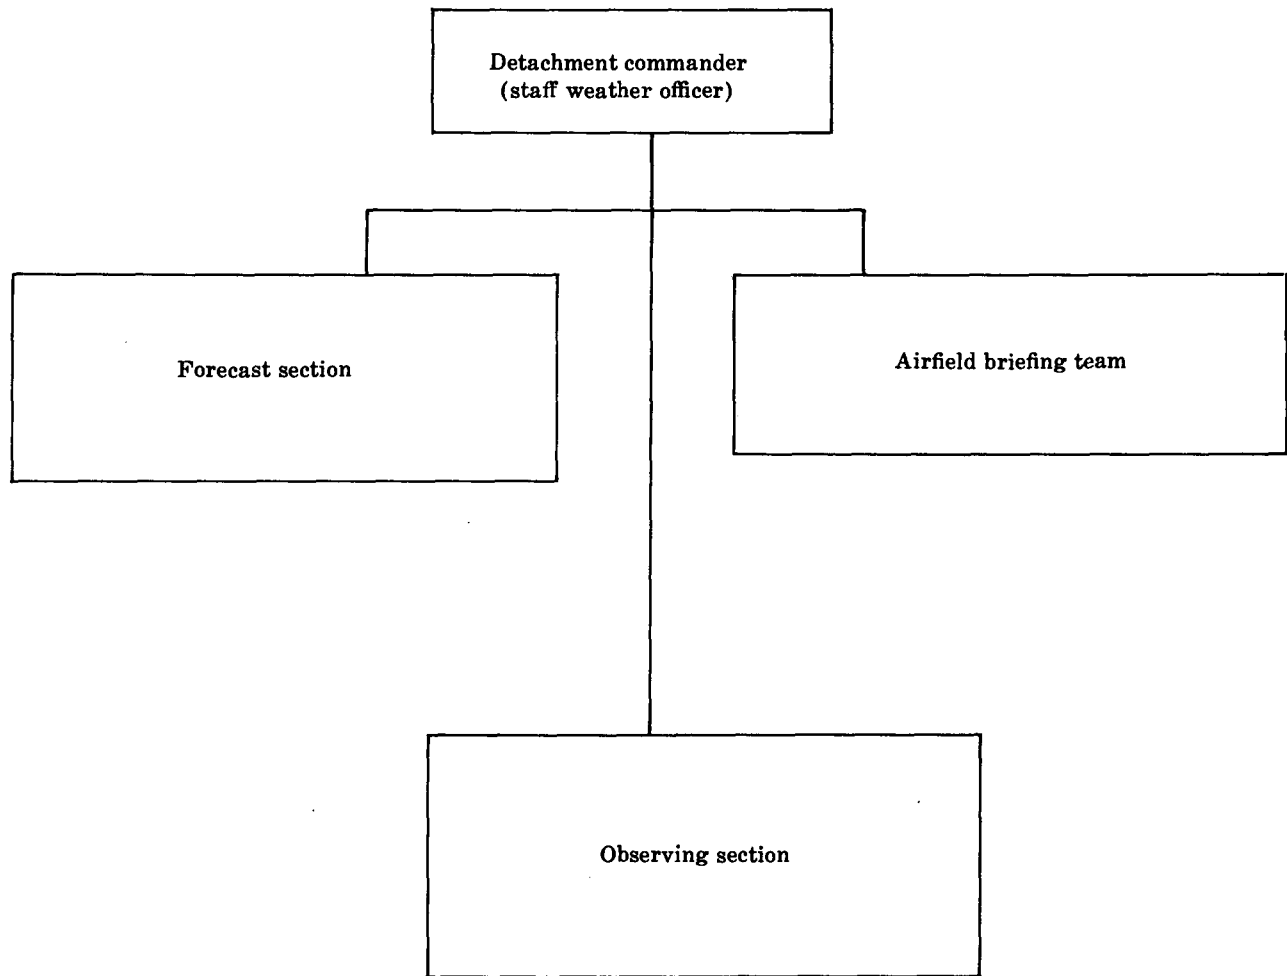 Detachment commander
(staff weather officer)
Forecast section
Airfield briefing team
Observing section